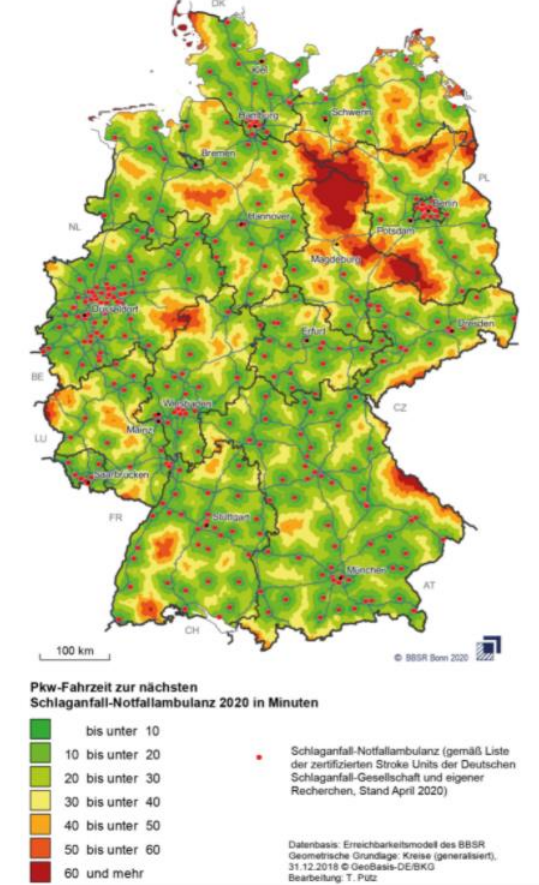 DK
Kiel
Hamburg
Schwerin
Bremen
PL
Berlin
NL
Hannover
Potsdam
Magdeburg
Düsseldorf
Erfurt
Dresden
BE
Wiesbaden
CZ
LU
Mainz
Saarbrücken
FR
Stuttgart
München
AT
CH
100 km
© BBSR Bonn 2020
Pkw-Fahrzeit zur nächsten
Schlaganfall-Notfallambulanz 2020 in Minuten
bis unter 10
10 bis unter 20
20 bis unter 30
30 bis unter 40
40 bis unter 50
50 bis unter 60
60 und mehr
Schlaganfall-Notfallambulanz (gemäß Liste
der zertifizierten Stroke Units der Deutschen
Schlaganfall-Gesellschaft und eigener
Recherchen, Stand April 2020)
Datenbasis: Erreichbarkeitsmodell des BBSR
Geometrische Grundlage: Kreise (generalisiert),
31.12.2018 © GeoBasis-DE/BKG
Bearbeitung: T. Pütz